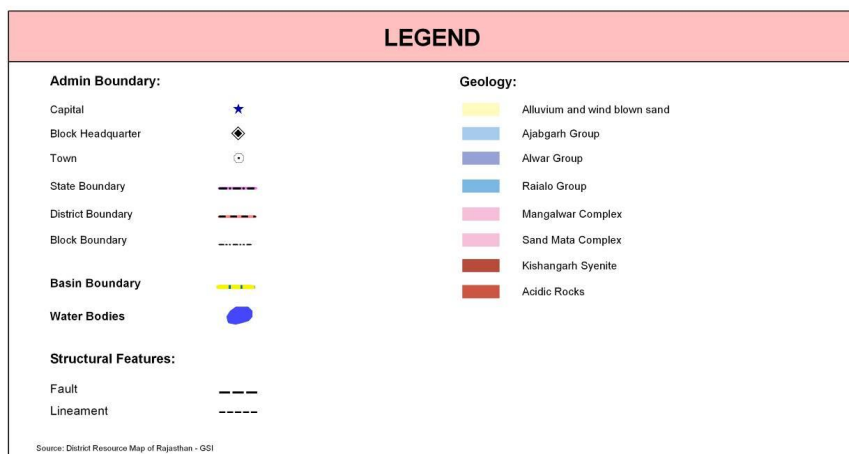 LEGEND
Admin Boundary:
Capital
Block Headquarter
Town
State Boundary
District Boundary
Block Boundary
Basin Boundary
Water Bodies
Structural Features:
Fault
Lineament
Source: District Resource Map of Rajasthan - GSI
Geology:
Alluvium and wind blown sand
Ajabgarh Group
Alwar Group
Raialo Group
Mangalwar Complex
Sand Mata Complex
Kishangarh Syenite
Acidic Rocks